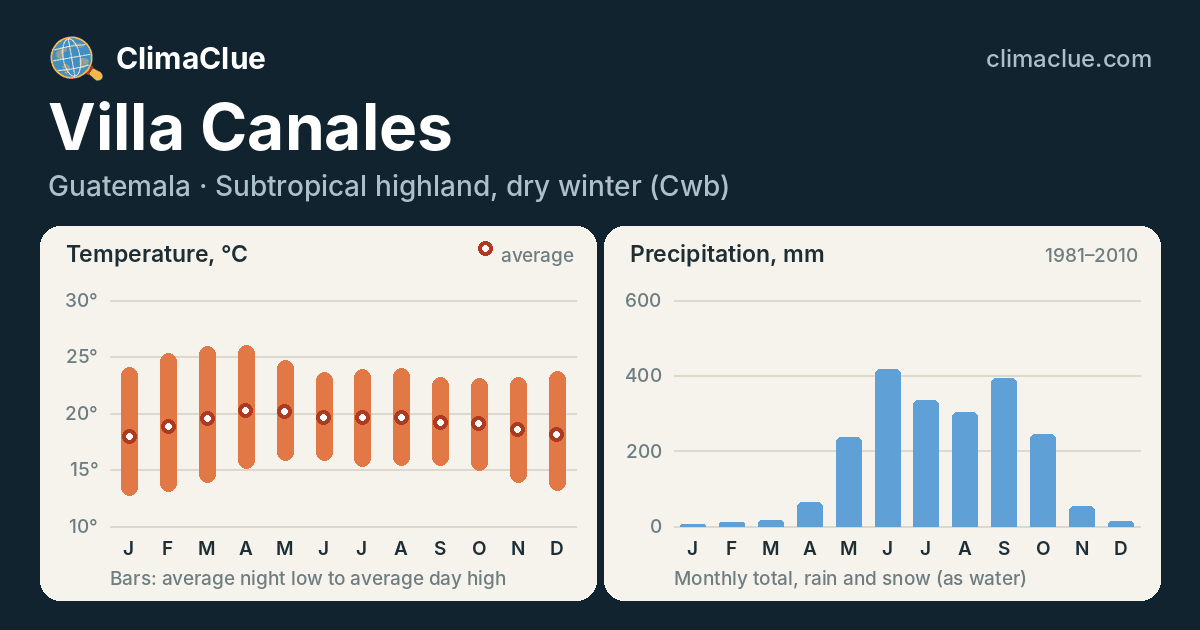 ClimaClue
climaclue.com
Villa Canales
Guatemala · Subtropical highland, dry winter (Cwb)
Temperature, °C
average
30°
25°
20°
15°
10°
J F M A M J J A S O N D
Bars: average night low to average day high
Precipitation, mm
1981–2010
600
400
200
0
J F M A M J J A S O N D
Monthly total, rain and snow (as water)